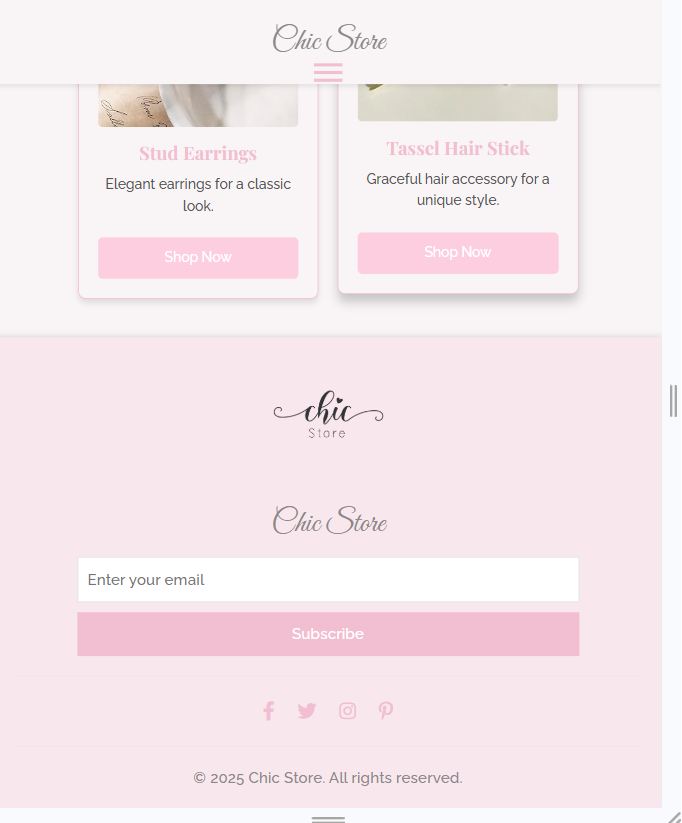 Chic Store
Stud Earrings
Elegant earrings for a classic
look.
Shop Now
Tassel Hair Stick
Graceful hair accessory for a
unique style.
Shop Now
chic
Store
Chic Store
Enter your email
Subscribe
© 2025 Chic Store. All rights reserved.